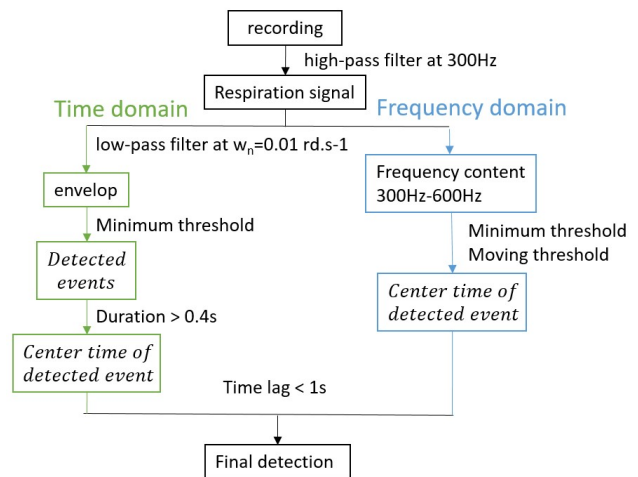 recording
high-pass filter at 300Hz
Respiration signal
Time domain
Frequency domain
low-pass filter at wn=0.01 rd.s-1
envelop
Frequency content
300Hz-600Hz
Minimum threshold
Minimum threshold
Moving threshold
Detected
events
Center time of
detected event
Duration > 0.4s
Center time of
detected event
Time lag < 1s
Final detection